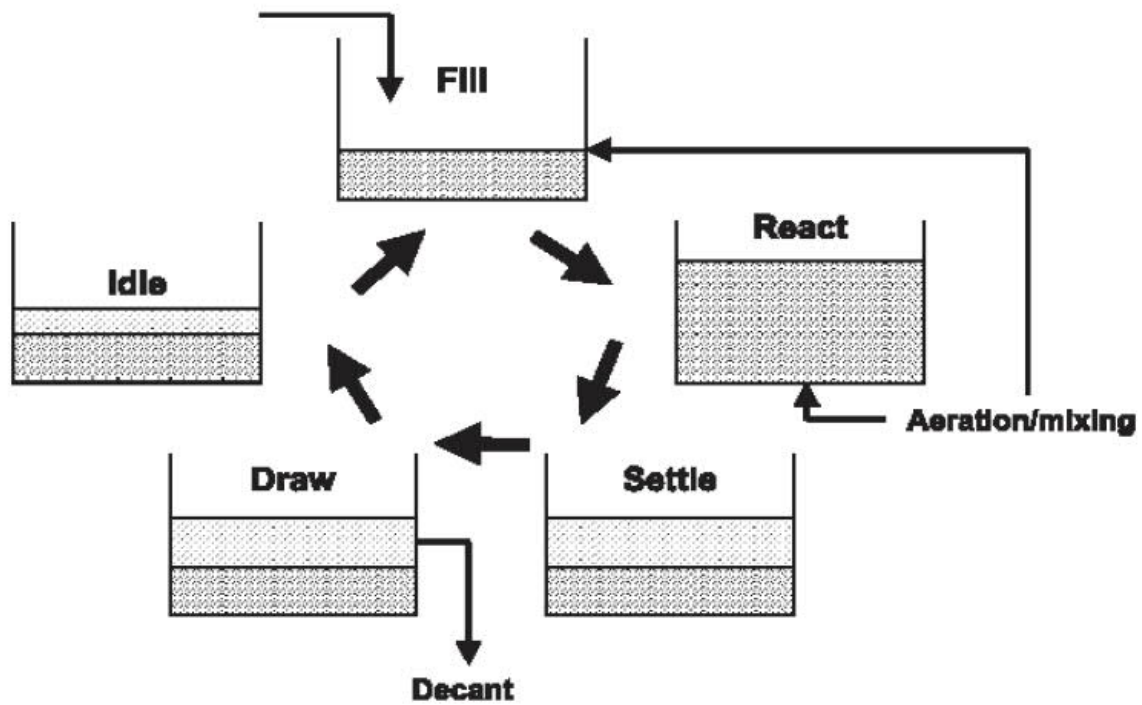 Fill
React
Idle
Aeration/mixing
Draw
Settle
Decant